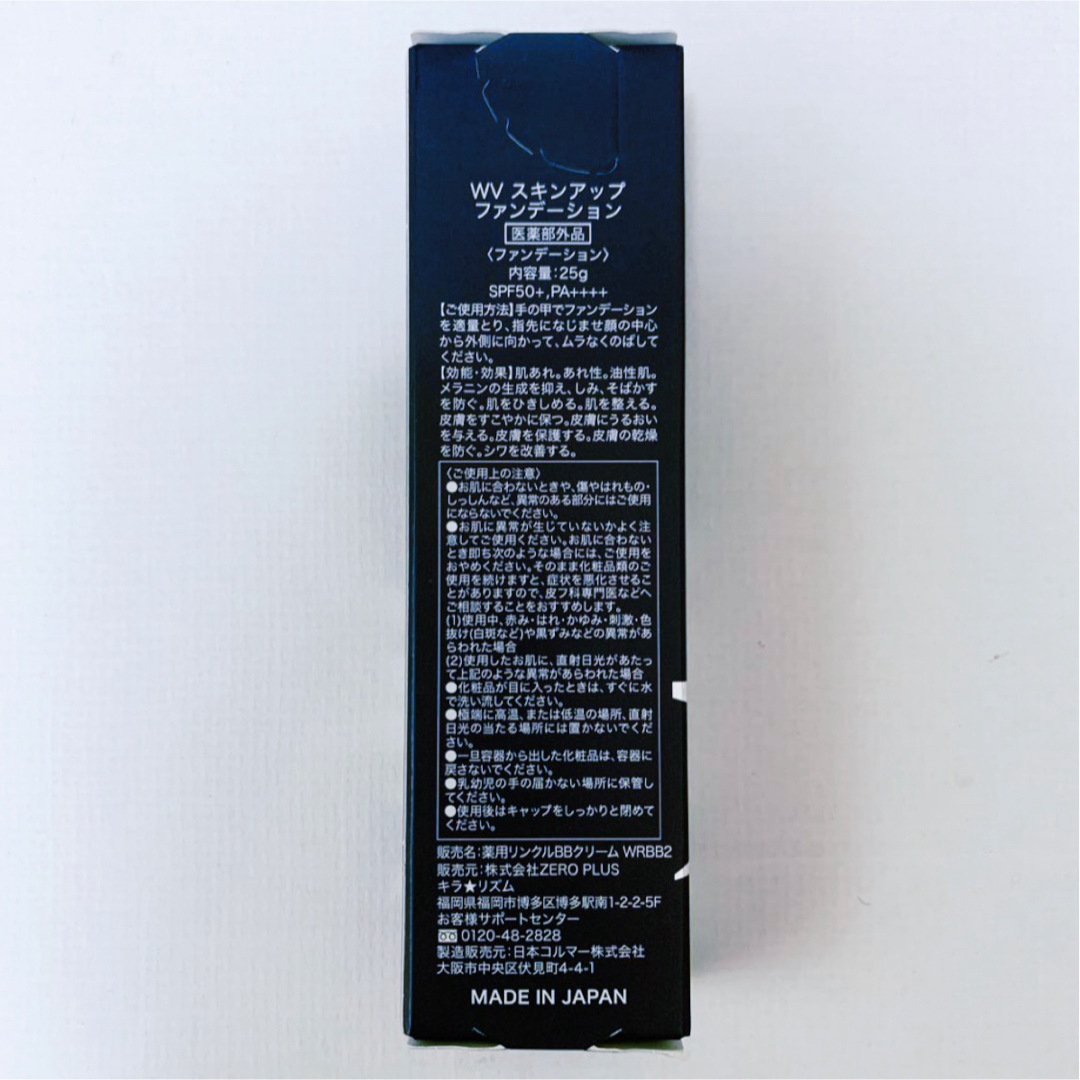 WV スキンアップ
ファンデーション
医薬部外品
〈ファンデーション〉
内容量:25g
SPF50+,PA++++
【ご使用方法】手の甲でファンデーション
を適量とり、指先になじませ顔の中心
から外側に向かって、ムラなくのばして
ください。
【効能・効果】肌あれ。あれ性。油性肌。
メラニンの生成を抑え、しみ、そばかす
を防ぐ。肌をひきしめる。肌を整える。
皮膚をすこやかに保つ。皮膚にうるおい
を与える。皮膚を保護する。皮膚の乾燥
を防ぐ。シワを改善する。
〈ご使用上の注意〉
●お肌に合わないときや、傷やはれもの・
しっしんなど、異常のある部分にはご使用
にならないでください。
●お肌に異常が生じていないかよく注
意してご使用ください。お肌に合わない
とき即ち次のような場合には、ご使用を
おやめください。そのまま化粧品類のご
使用を続けますと、症状を悪化させるこ
とがありますので、皮フ科専門医などへ
ご相談することをおすすめします。
(1)使用中、赤み・はれ・かゆみ・刺激・色
抜け(白斑など)や黒ずみなどの異常があ
らわれた場合
(2)使用したお肌に、直射日光があたっ
て上記のような異常があらわれた場合
●化粧品が目に入ったときは、すぐに水
で洗い流してください。
●極端に高温、または低温の場所、直射
日光の当たる場所には置かないでくだ
さい。
●一旦容器から出した化粧品は、容器に
戻さないでください。
●乳幼児の手の届かない場所に保管し
てください。
●使用後はキャップをしっかりと閉めて
ください。
販売名:薬用リンクルBBクリーム WRBB2
販売元:株式会社ZERO PLUS
キラ★リズム
福岡県福岡市博多区博多駅南1-2-2-5F
お客様サポートセンター
0120-48-2828
製造販売元:日本コルマー株式会社
大阪市中央区伏見町4-4-1
MADE IN JAPAN